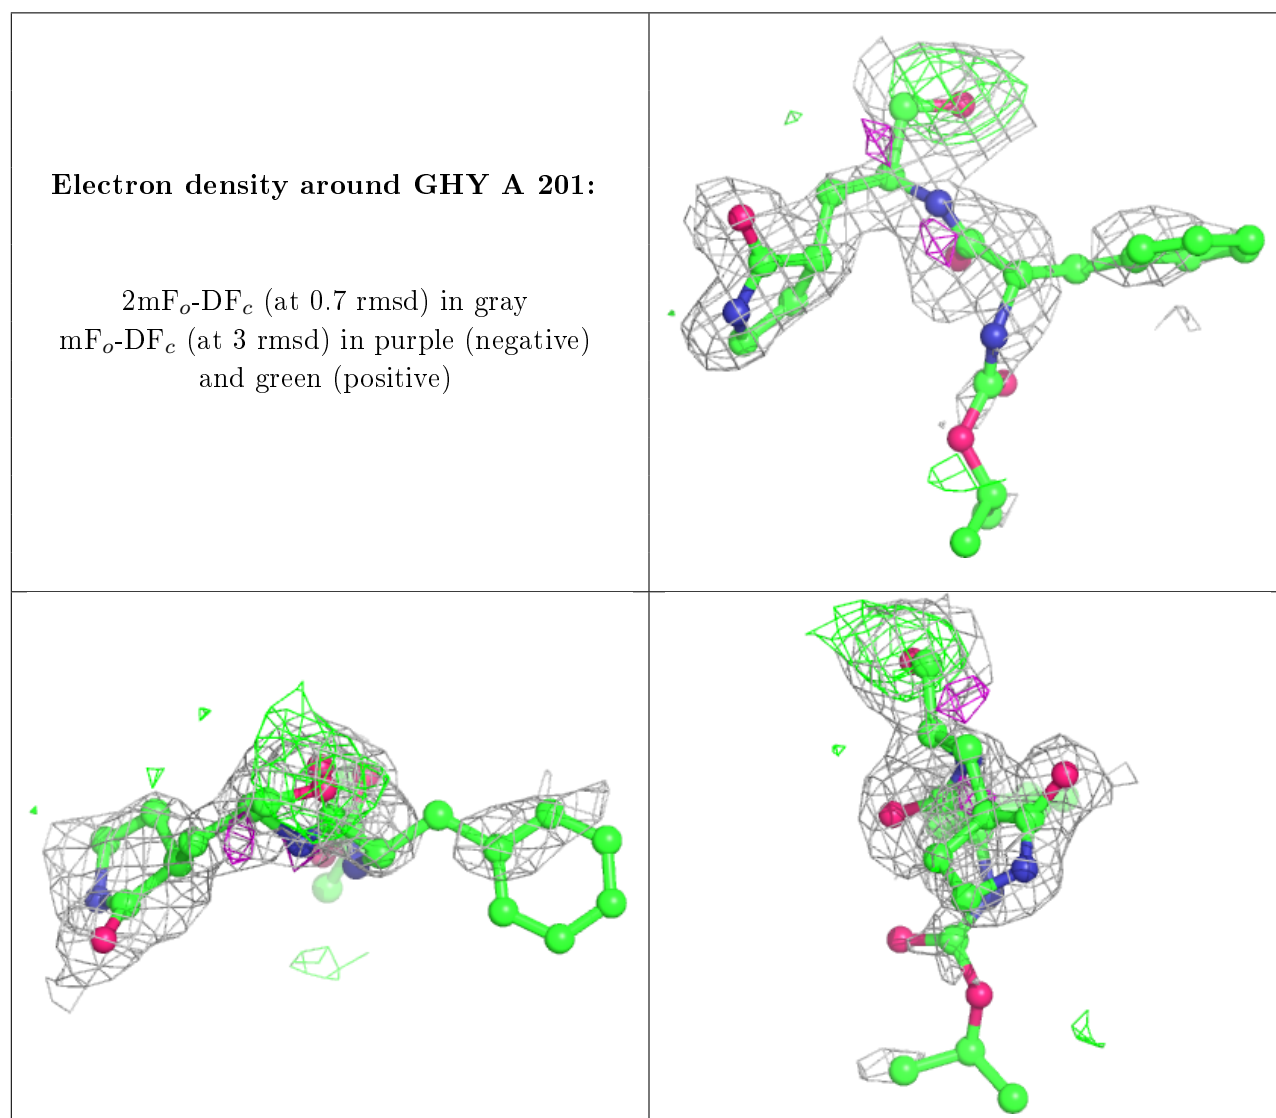 Electron density around GHY A 201:
2mFo-DFc (at 0.7 rmsd) in gray
mFo-DFc (at 3 rmsd) in purple (negative)
and green (positive)